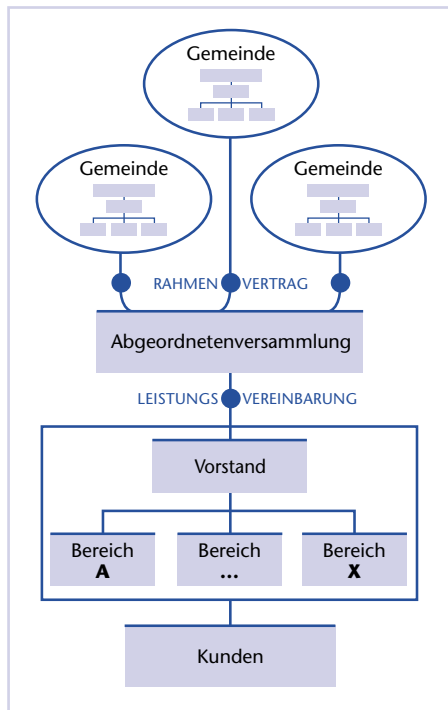 Gemeinde
Gemeinde
Gemeinde
RAHMEN VERTRAG
Abgeordnetenversammlung
LEISTUNGS VEREINBARUNG
Vorstand
Bereich
A
Bereich
...
Bereich
X
Kunden